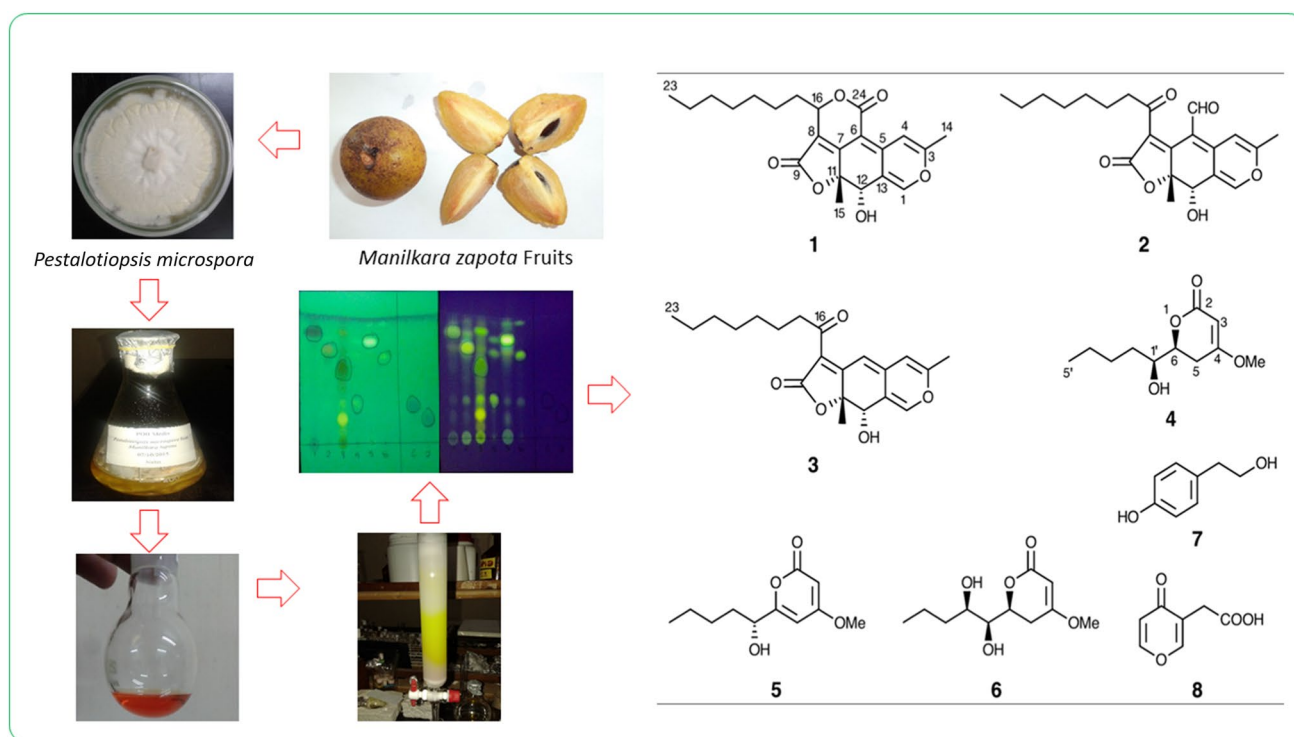 Pestalotiopsis microspora
Manilkara zapota Fruits
23
16
O
24
O
8
7
6
5
4
14
3
O
9
O
O
11
12
13
1
15
OH
1
O
CHO
O
O
O
OH
2
23
16
O
O
O
O
OH
3
O
2
1
O
3
1'
6
5
4
OMe
5'
OH
4
O
O
OMe
OH
5
OH
O
O
OMe
OH
6
OH
HO
7
O
COOH
O
8